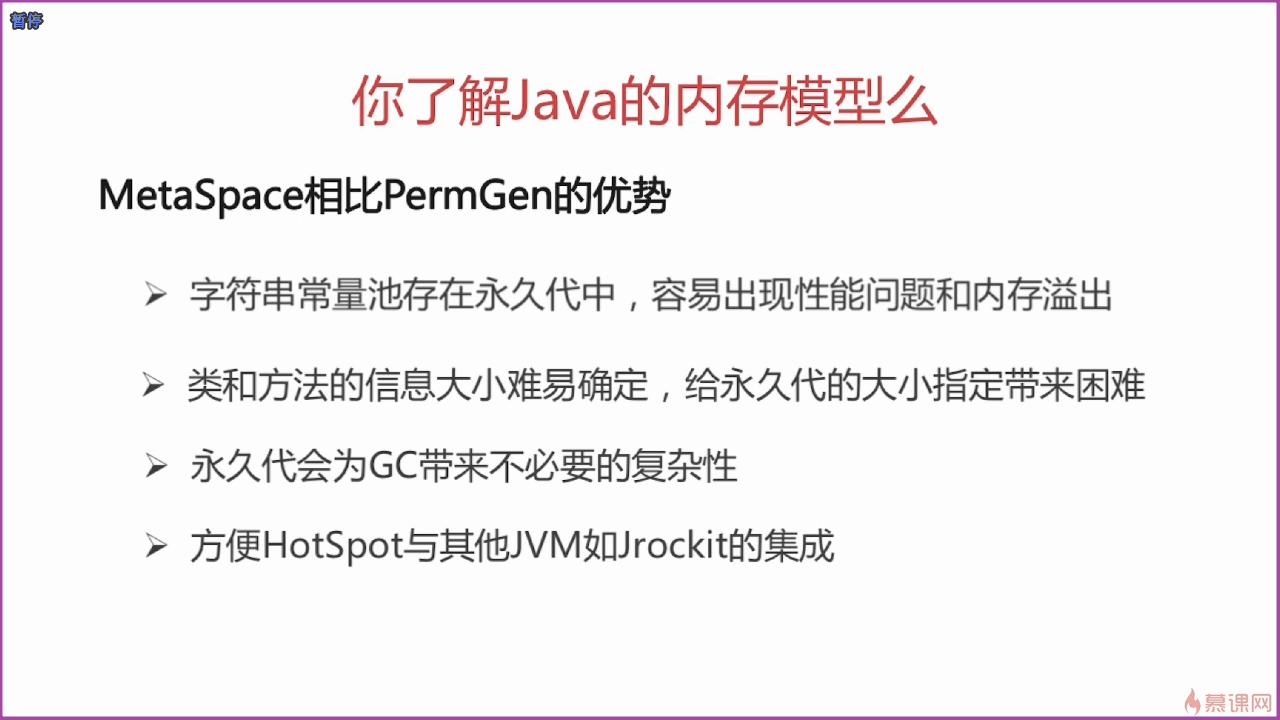 暂停
你了解Java的内存模型么
MetaSpace相比PermGen的优势
➢ 字符串常量池存在永久代中，容易出现性能问题和内存溢出
➢ 类和方法的信息大小难易确定，给永久代的大小指定带来困难
➢ 永久代会为GC带来不必要的复杂性
➢ 方便HotSpot与其他JVM如Jrockit的集成
慕课网